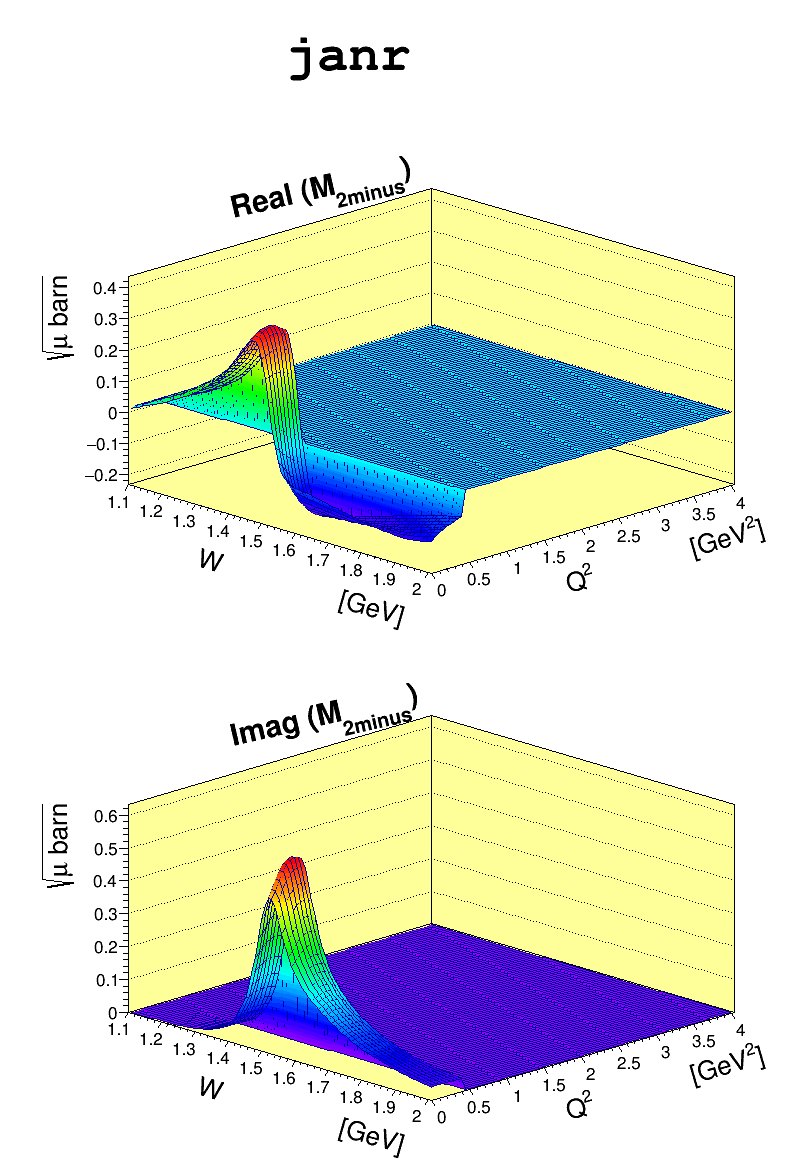 janr
Real (M2minus)
√μ barn
0.4
0.3
0.2
0.1
0
−0.1
−0.2
1.1 1.2 1.3 1.4 1.5 1.6 1.7 1.8 1.9 2
W
[GeV]
0 0.5 1 1.5 2 2.5 3 3.5 4
Q2
[GeV2]
Imag (M2minus)
√μ barn
0.6
0.5
0.4
0.3
0.2
0.1
0
1.1 1.2 1.3 1.4 1.5 1.6 1.7 1.8 1.9 2
W
[GeV]
0 0.5 1 1.5 2 2.5 3 3.5 4
Q2
[GeV2]